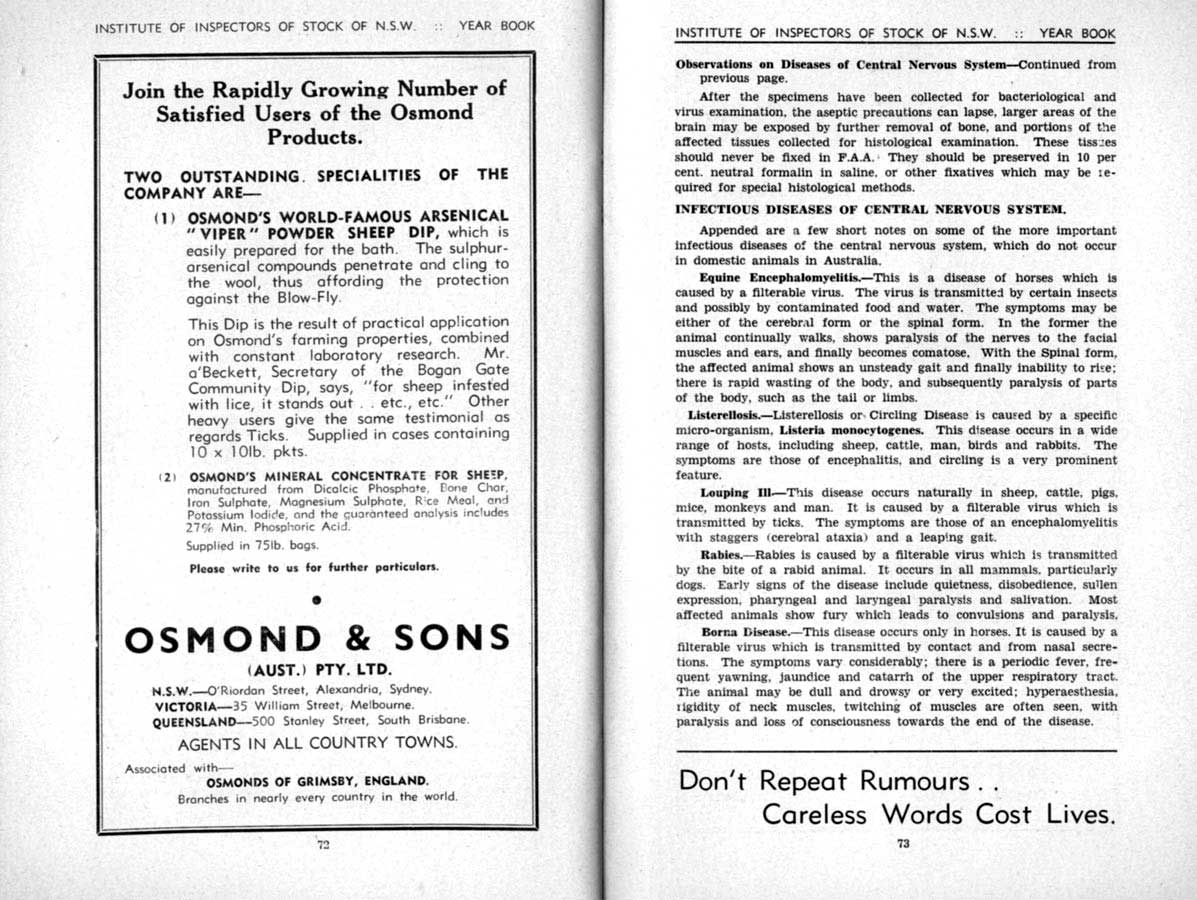 INSTITUTE OF INSPECTORS OF STOCK OF N.S.W. :: YEAR BOOK
Join the Rapidly Growing Number of
Satisfied Users of the Osmond
Products.
TWO OUTSTANDING. SPECIALITIES OF THE
COMPANY ARE—
(1) OSMOND'S WORLD-FAMOUS ARSENICAL
"VIPER" POWDER SHEEP DIP, which is
easily prepared for the bath. The sulphur-
arsenical compounds penetrate and cling to
the wool, thus affording the protection
against the Blow-Fly.
This Dip is the result of practical application
on Osmond's farming properties, combined
with constant laboratory research. Mr.
a'Beckett, Secretary of the Bogan Gate
Community Dip, says, "for sheep infested
with lice, it stands out . . etc., etc." Other
heavy users give the same testimonial as
regards Ticks. Supplied in cases containing
10 x 10lb. pkts.
(2) OSMOND'S MINERAL CONCENTRATE FOR SHEEP,
manufactured from Dicalcic Phosphate, Bone Char,
Iron Sulphate, Magnesium Sulphate, Rice Meal, and
Potassium Iodide, and the guaranteed analysis includes
27% Min. Phosphoric Acid.
Supplied in 75lb. bags.
Please write to us for further particulars.
OSMOND & SONS
(AUST.) PTY. LTD.
N.S.W.—O'Riordan Street, Alexandria, Sydney.
VICTORIA—35 William Street, Melbourne.
QUEENSLAND—500 Stanley Street, South Brisbane.
AGENTS IN ALL COUNTRY TOWNS.
Associated with—
OSMONDS OF GRIMSBY, ENGLAND.
Branches in nearly every country in the world.
72
INSTITUTE OF INSPECTORS OF STOCK OF N.S.W. :: YEAR BOOK
Observations on Diseases of Central Nervous System—Continued from
previous page.
After the specimens have been collected for bacteriological and
virus examination, the aseptic precautions can lapse, larger areas of the
brain may be exposed by further removal of bone, and portions of the
affected tissues collected for histological examination. These tissues
should never be fixed in F.A.A. They should be preserved in 10 per
cent. neutral formalin in saline, or other fixatives which may be re-
quired for special histological methods.
INFECTIOUS DISEASES OF CENTRAL NERVOUS SYSTEM.
Appended are a few short notes on some of the more important
infectious diseases of the central nervous system, which do not occur
in domestic animals in Australia.
Equine Encephalomyelitis.—This is a disease of horses which is
caused by a filterable virus. The virus is transmitted by certain insects
and possibly by contaminated food and water. The symptoms may be
either of the cerebral form or the spinal form. In the former the
animal continually walks, shows paralysis of the nerves to the facial
muscles and ears, and finally becomes comatose. With the Spinal form,
the affected animal shows an unsteady gait and finally inability to rise;
there is rapid wasting of the body, and subsequently paralysis of parts
of the body, such as the tail or limbs.
Listerellosis.—Listerellosis or Circling Disease is caused by a specific
micro-organism, Listeria monocytogenes. This disease occurs in a wide
range of hosts, including sheep, cattle, man, birds and rabbits. The
symptoms are those of encephalitis, and circling is a very prominent
feature.
Louping Ill.—This disease occurs naturally in sheep, cattle, pigs,
mice, monkeys and man. It is caused by a filterable virus which is
transmitted by ticks. The symptoms are those of an encephalomyelitis
with staggers (cerebral ataxia) and a leaping gait.
Rabies.—Rabies is caused by a filterable virus which is transmitted
by the bite of a rabid animal. It occurs in all mammals, particularly
dogs. Early signs of the disease include quietness, disobedience, sullen
expression, pharyngeal and laryngeal paralysis and salivation. Most
affected animals show fury which leads to convulsions and paralysis.
Borna Disease.—This disease occurs only in horses. It is caused by a
filterable virus which is transmitted by contact and from nasal secre-
tions. The symptoms vary considerably; there is a periodic fever, fre-
quent yawning, jaundice and catarrh of the upper respiratory tract.
The animal may be dull and drowsy or very excited; hyperaesthesia,
rigidity of neck muscles, twitching of muscles are often seen, with
paralysis and loss of consciousness towards the end of the disease.
Don't Repeat Rumours . .
Careless Words Cost Lives.
73